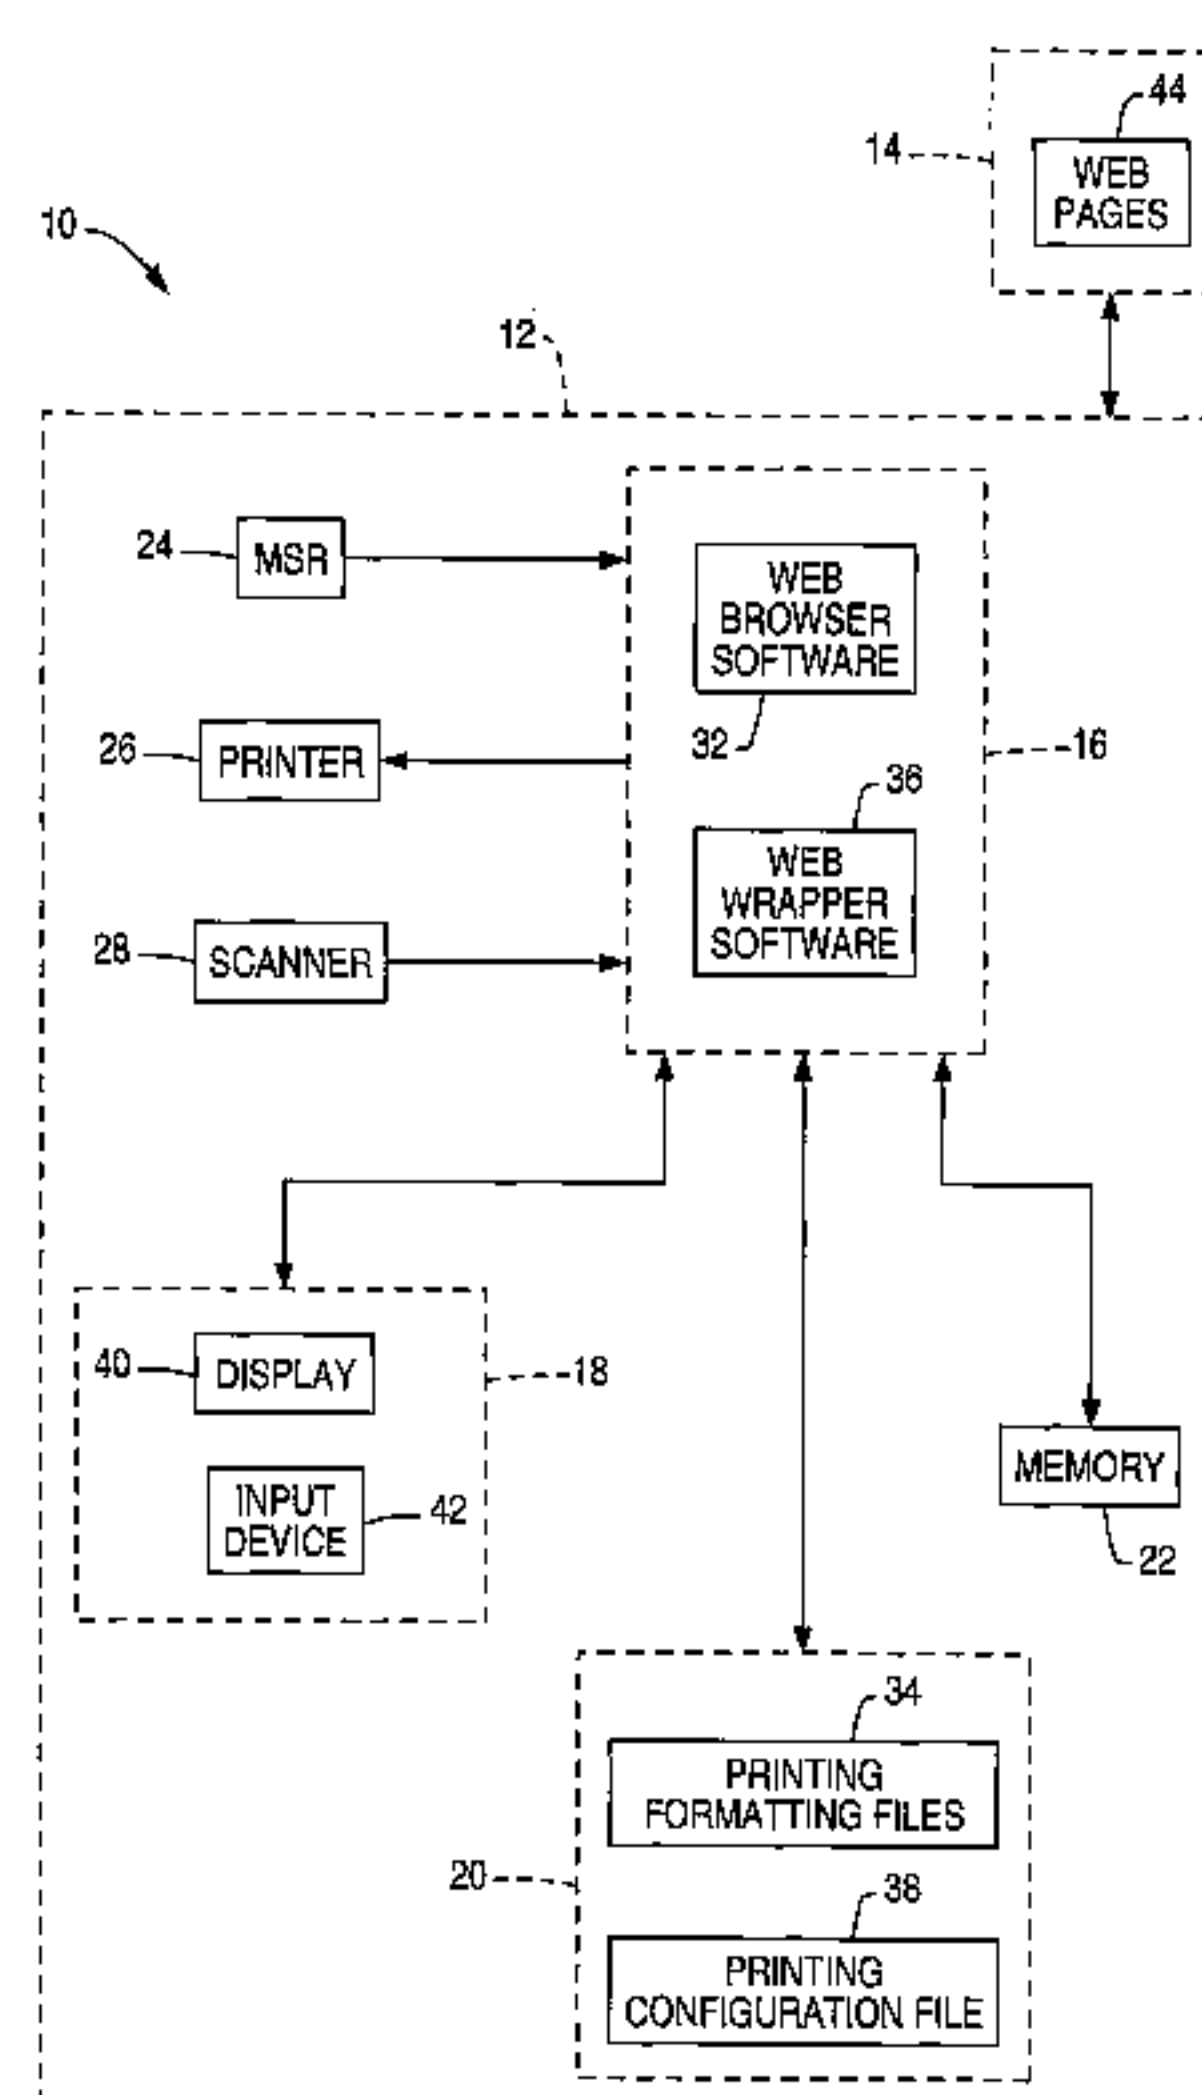 44
14
WEB
PAGES
10
12
24
MSR
WEB
BROWSER
SOFTWARE
32
16
26
PRINTER
36
WEB
WRAPPER
SOFTWARE
28
SCANNER
40
DISPLAY
18
INPUT
DEVICE
42
MEMORY
22
34
PRINTING
FORMATTING FILES
20
38
PRINTING
CONFIGURATION FILE